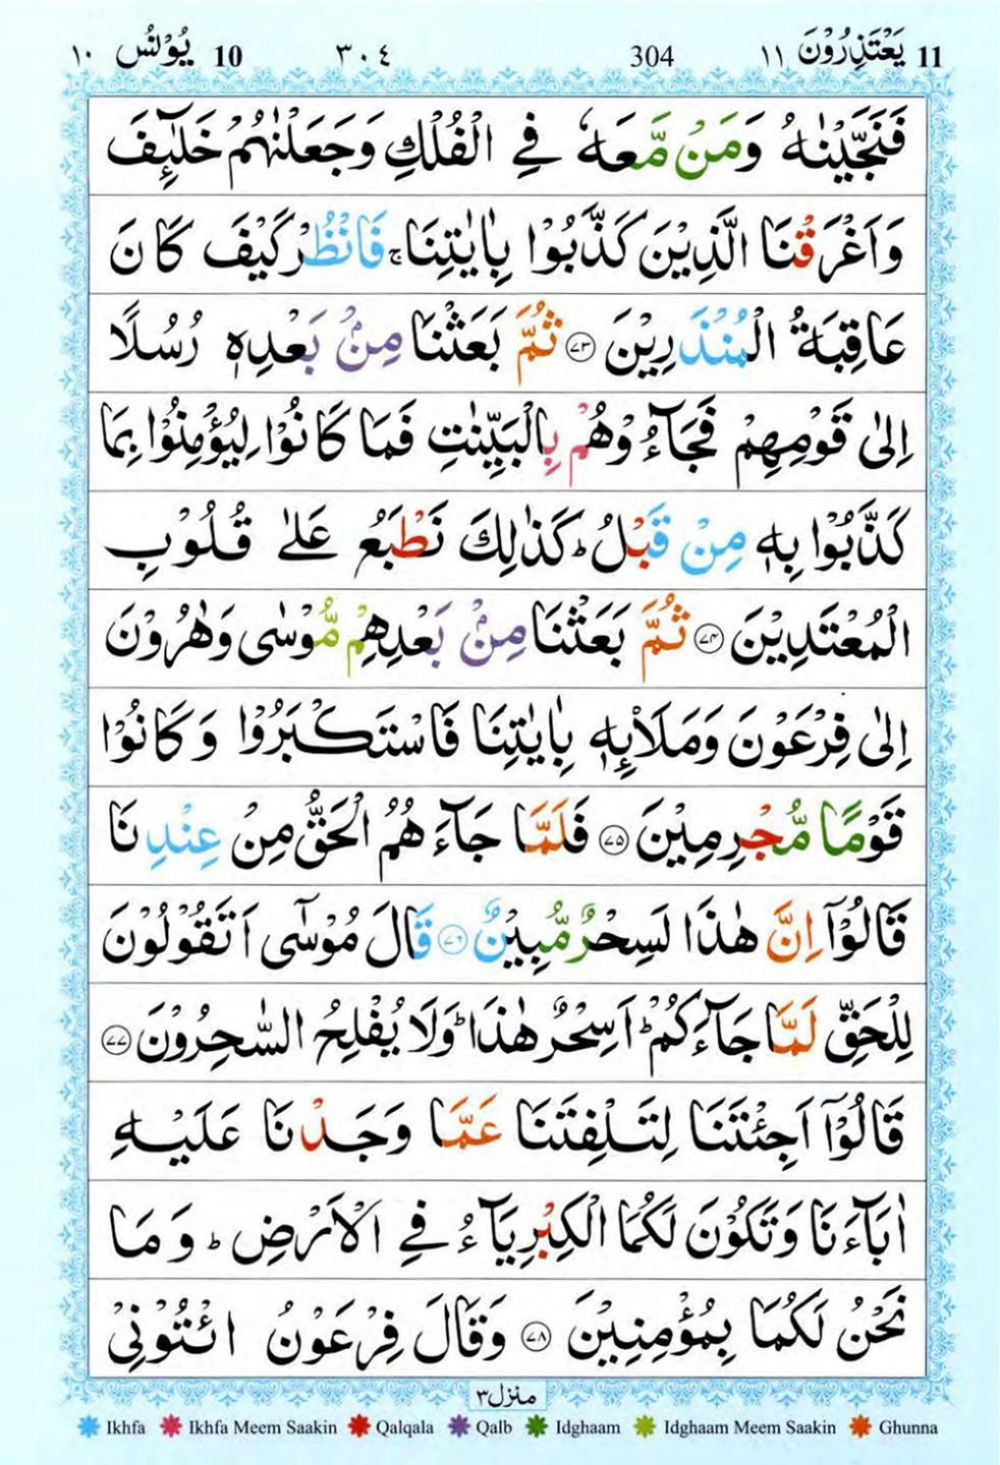 11 يَعْتَذِرُوْنَ ١١ 304 ٣٠٤ 10 يُوْنُس ١٠
فَنَجَّيْنٰهُ وَمَنْ مَّعَهٗ فِي الْفُلْكِ وَجَعَلْنٰهُمْ خَلٰٓئِفَ
وَاَغْرَقْنَا الَّذِيْنَ كَذَّبُوْا بِاٰيٰتِنَا ۚ فَانْظُرْ كَيْفَ كَانَ
عَاقِبَةُ الْمُنْذَرِيْنَ ﴿٧٣﴾ ثُمَّ بَعَثْنَا مِنْۢ بَعْدِهٖ رُسُلًا
اِلٰى قَوْمِهِمْ فَجَآءُوْهُمْ بِالْبَيِّنٰتِ فَمَا كَانُوْا لِيُؤْمِنُوْا بِمَا
كَذَّبُوْا بِهٖ مِنْ قَبْلُ ؕ كَذٰلِكَ نَطْبَعُ عَلٰى قُلُوْبِ
الْمُعْتَدِيْنَ ﴿٧٤﴾ ثُمَّ بَعَثْنَا مِنْۢ بَعْدِهِمْ مُّوْسٰى وَهٰرُوْنَ
اِلٰى فِرْعَوْنَ وَمَلَا۟ئِهٖ بِاٰيٰتِنَا فَاسْتَكْبَرُوْا وَكَانُوْا
قَوْمًا مُّجْرِمِيْنَ ﴿٧٥﴾ فَلَمَّا جَآءَهُمُ الْحَقُّ مِنْ عِنْدِنَا
قَالُوْٓا اِنَّ هٰذَا لَسِحْرٌ مُّبِيْنٌ ﴿٧٦﴾ قَالَ مُوْسٰٓى اَتَقُوْلُوْنَ
لِلْحَقِّ لَمَّا جَآءَكُمْ ؕ اَسِحْرٌ هٰذَا ؕ وَلَا يُفْلِحُ السّٰحِرُوْنَ ﴿٧٧﴾
قَالُوْٓا اَجِئْتَنَا لِتَلْفِتَنَا عَمَّا وَجَدْنَا عَلَيْهِ
اٰبَآءَنَا وَتَكُوْنَ لَكُمَا الْكِبْرِيَآءُ فِي الْاَرْضِ ؕ وَمَا
نَحْنُ لَكُمَا بِمُؤْمِنِيْنَ ﴿٧٨﴾ وَقَالَ فِرْعَوْنُ ائْتُوْنِيْ
منزل ٣
Ikhfa Ikhfa Meem Saakin Qalqala Qalb Idghaam Idghaam Meem Saakin Ghunna